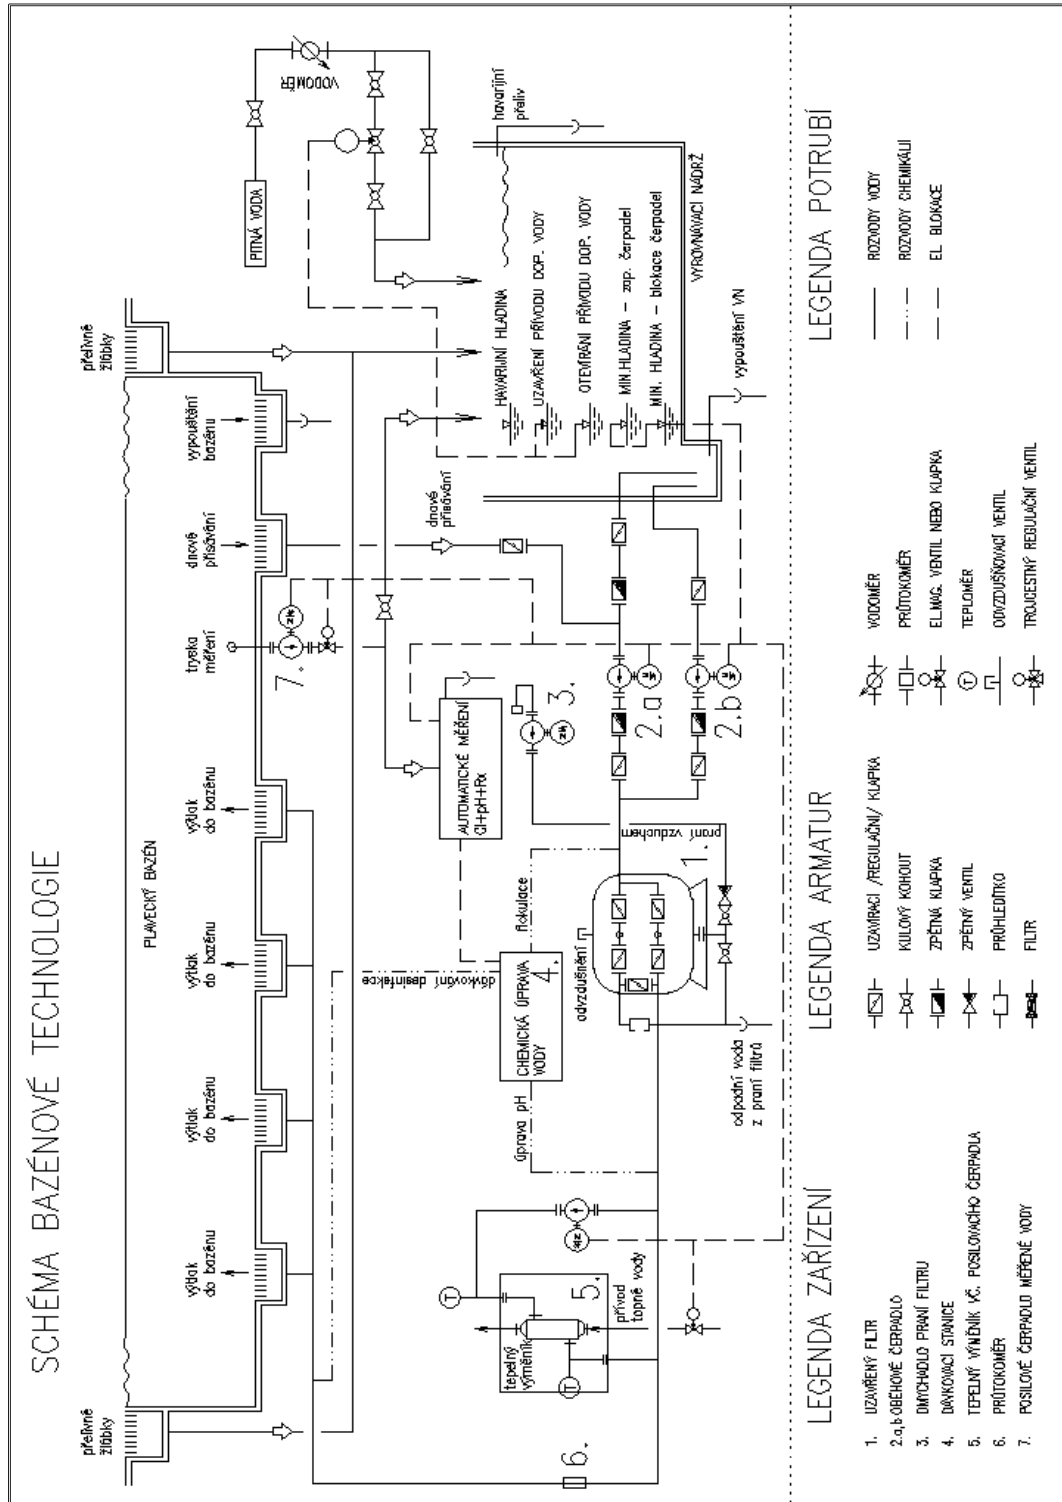 SCHÉMA BAZÉNOVÉ TECHNOLOGIE
přelivné
žlábky
PLAVECKÝ BAZÉN
přelivné
žlábky
výtlak
do bazénu
výtlak
do bazénu
výtlak
do bazénu
výtlak
do bazénu
tryska
měření
dnové
přisávání
vypouštění
bazénu
PITNÁ VODA
VODOMĚR
havarijní
přeliv
7.
dnové
přisávání
HAVARIJNÍ HLADINA
UZAVŘENÍ PŘÍVODU DOP. VODY
OTEVÍRÁNÍ PŘÍVODU DOP. VODY
MIN.HLADINA – zap. čerpadel
MIN. HLADINA – blokace čerpadel
VYROVNÁVACÍ NÁDRŽ
vypouštění VN
dávkování desinfekce
AUTOMATICKÉ MĚŘENÍ
Cl+pH+Rx
3.
2.a
2.b
CHEMICKÁ ÚPRAVA
VODY
4.
flokulace
úprava pH
odvzdušnění
praní vzduchem
1.
odpadní voda
z praní filtrů
T
tepelný
výměník
5.
přívod
topné vody
T
6.
LEGENDA ZAŘÍZENÍ
1. UZAVŘENÝ FILTR
2.a,b OBĚHOVÉ ČERPADLO
3. DMYCHADLO PRANÍ FILTRU
4. DÁVKOVACÍ STANICE
5. TEPELNÝ VÝMĚNÍK VČ. POSILOVACÍHO ČERPADLA
6. PRŮTOKOMĚR
7. POSILOVÉ ČERPADLO MĚŘENÉ VODY
LEGENDA ARMATUR
UZAVÍRACÍ /REGULAČNÍ/ KLAPKA
KULOVÝ KOHOUT
ZPĚTNÁ KLAPKA
ZPĚTNÝ VENTIL
PRŮHLEDÍTKO
FILTR
VODOMĚR
PRŮTOKOMĚR
EL.MAG. VENTIL NEBO KLAPKA
T TEPLOMĚR
ODVZDUŠŇOVACÍ VENTIL
TROJCESTNÝ REGULAČNÍ VENTIL
LEGENDA POTRUBÍ
ROZVODY VODY
ROZVODY CHEMIKÁLIÍ
EL. BLOKACE